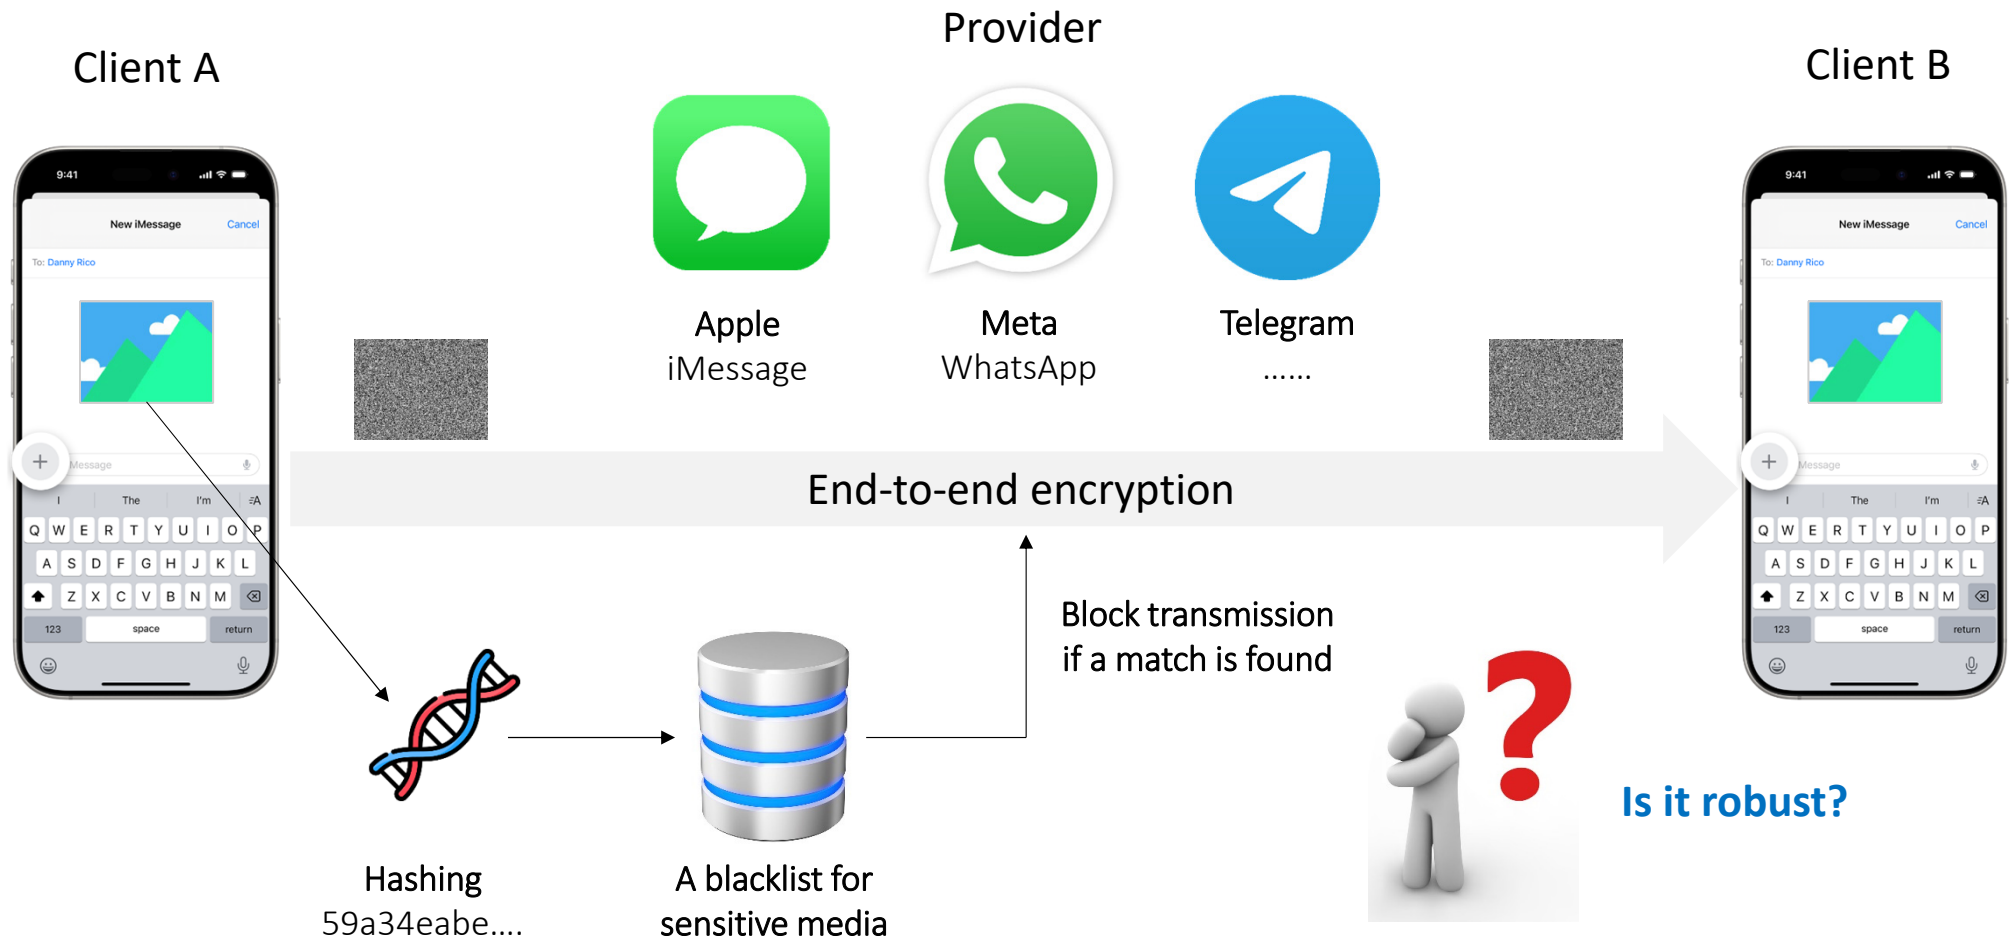 Provider
Client A
Client B
9:41
New iMessage
Cancel
To: Danny Rico
Message
I
The
I'm
Q W E R T Y U I O P
A S D F G H J K L
Z X C V B N M
123
space
return
Apple
iMessage
Meta
WhatsApp
Telegram
......
End-to-end encryption
9:41
New iMessage
Cancel
To: Danny Rico
Message
I
The
I'm
Q W E R T Y U I O P
A S D F G H J K L
Z X C V B N M
123
space
return
Block transmission
if a match is found
Is it robust?
Hashing
59a34eabe....
A blacklist for
sensitive media